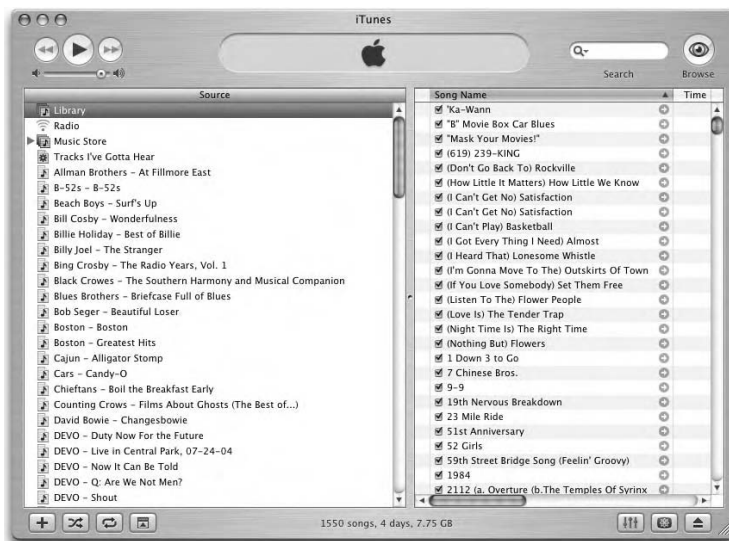 iTunes
Search
Browse
Source
Library
Radio
Music Store
Tracks I've Gotta Hear
Allman Brothers - At Fillmore East
B-52s - B-52s
Beach Boys - Surf's Up
Bill Cosby - Wonderfulness
Billie Holiday - Best of Billie
Billy Joel - The Stranger
Bing Crosby - The Radio Years, Vol. 1
Black Crowes - The Southern Harmony and Musical Companion
Blues Brothers - Briefcase Full of Blues
Bob Seger - Beautiful Loser
Boston - Boston
Boston - Greatest Hits
Cajun - Alligator Stomp
Cars - Candy-O
Chieftans - Boil the Breakfast Early
Counting Crows - Films About Ghosts (The Best of...)
David Bowie - Changesbowie
DEVO - Duty Now For the Future
DEVO - Live in Central Park, 07-24-04
DEVO - Now It Can Be Told
DEVO - Q: Are We Not Men?
DEVO - Shout
Song Name
Time
'Ka-Wann
"B" Movie Box Car Blues
"Mask Your Movies!"
(619) 239-KING
(Don't Go Back To) Rockville
(How Little It Matters) How Little We Know
(I Can't Get No) Satisfaction
(I Can't Get No) Satisfaction
(I Can't Play) Basketball
(I Got Every Thing I Need) Almost
(I Heard That) Lonesome Whistle
(I'm Gonna Move To The) Outskirts Of Town
(If You Love Somebody) Set Them Free
(Listen To The) Flower People
(Love Is) The Tender Trap
(Night Time Is) The Right Time
(Nothing But) Flowers
1 Down 3 to Go
7 Chinese Bros.
9-9
19th Nervous Breakdown
23 Mile Ride
51st Anniversary
52 Girls
59th Street Bridge Song (Feelin' Groovy)
1984
2112 (a. Overture (b.The Temples Of Syrinx
1550 songs, 4 days, 7.75 GB